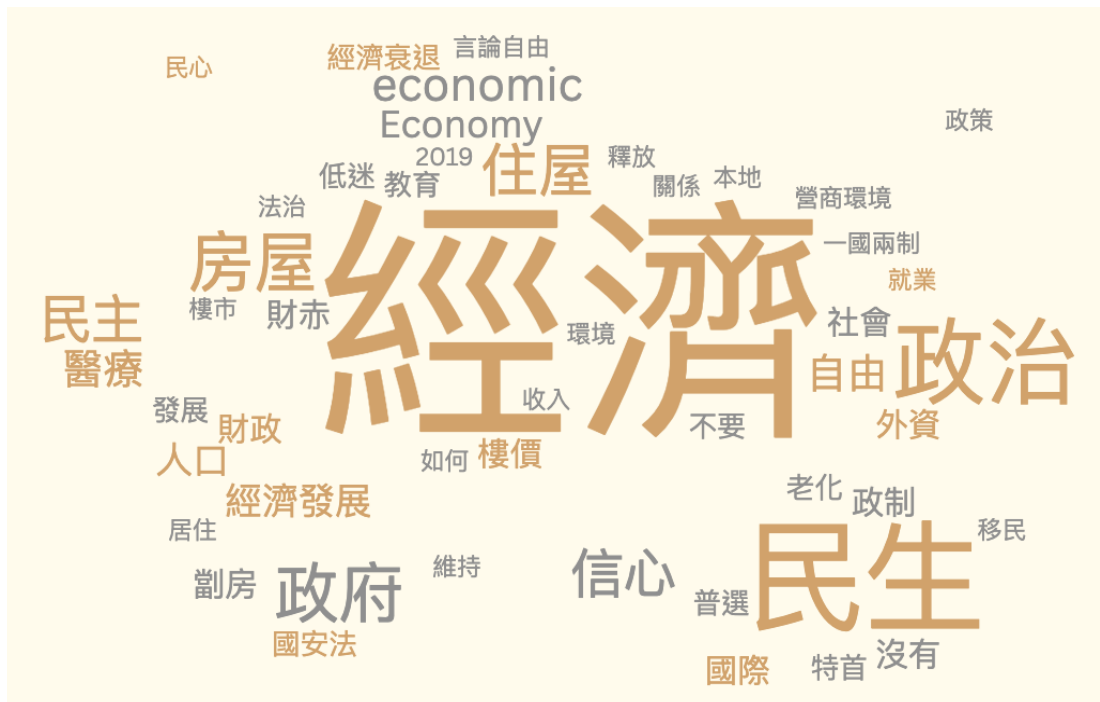 言論自由
經濟衰退
民心
economic
政策
Economy
2019
住屋
釋放
低迷
教育
關係
本地
營商環境
法治
一國兩制
房屋
經濟
就業
樓市
財赤
民主
社會
環境
醫療
自由
政治
收入
發展
財政
不要
外資
人口
如何
樓價
老化
經濟發展
政制
居住
移民
劏房
政府
維持
信心
民生
普選
國安法
沒有
國際
特首